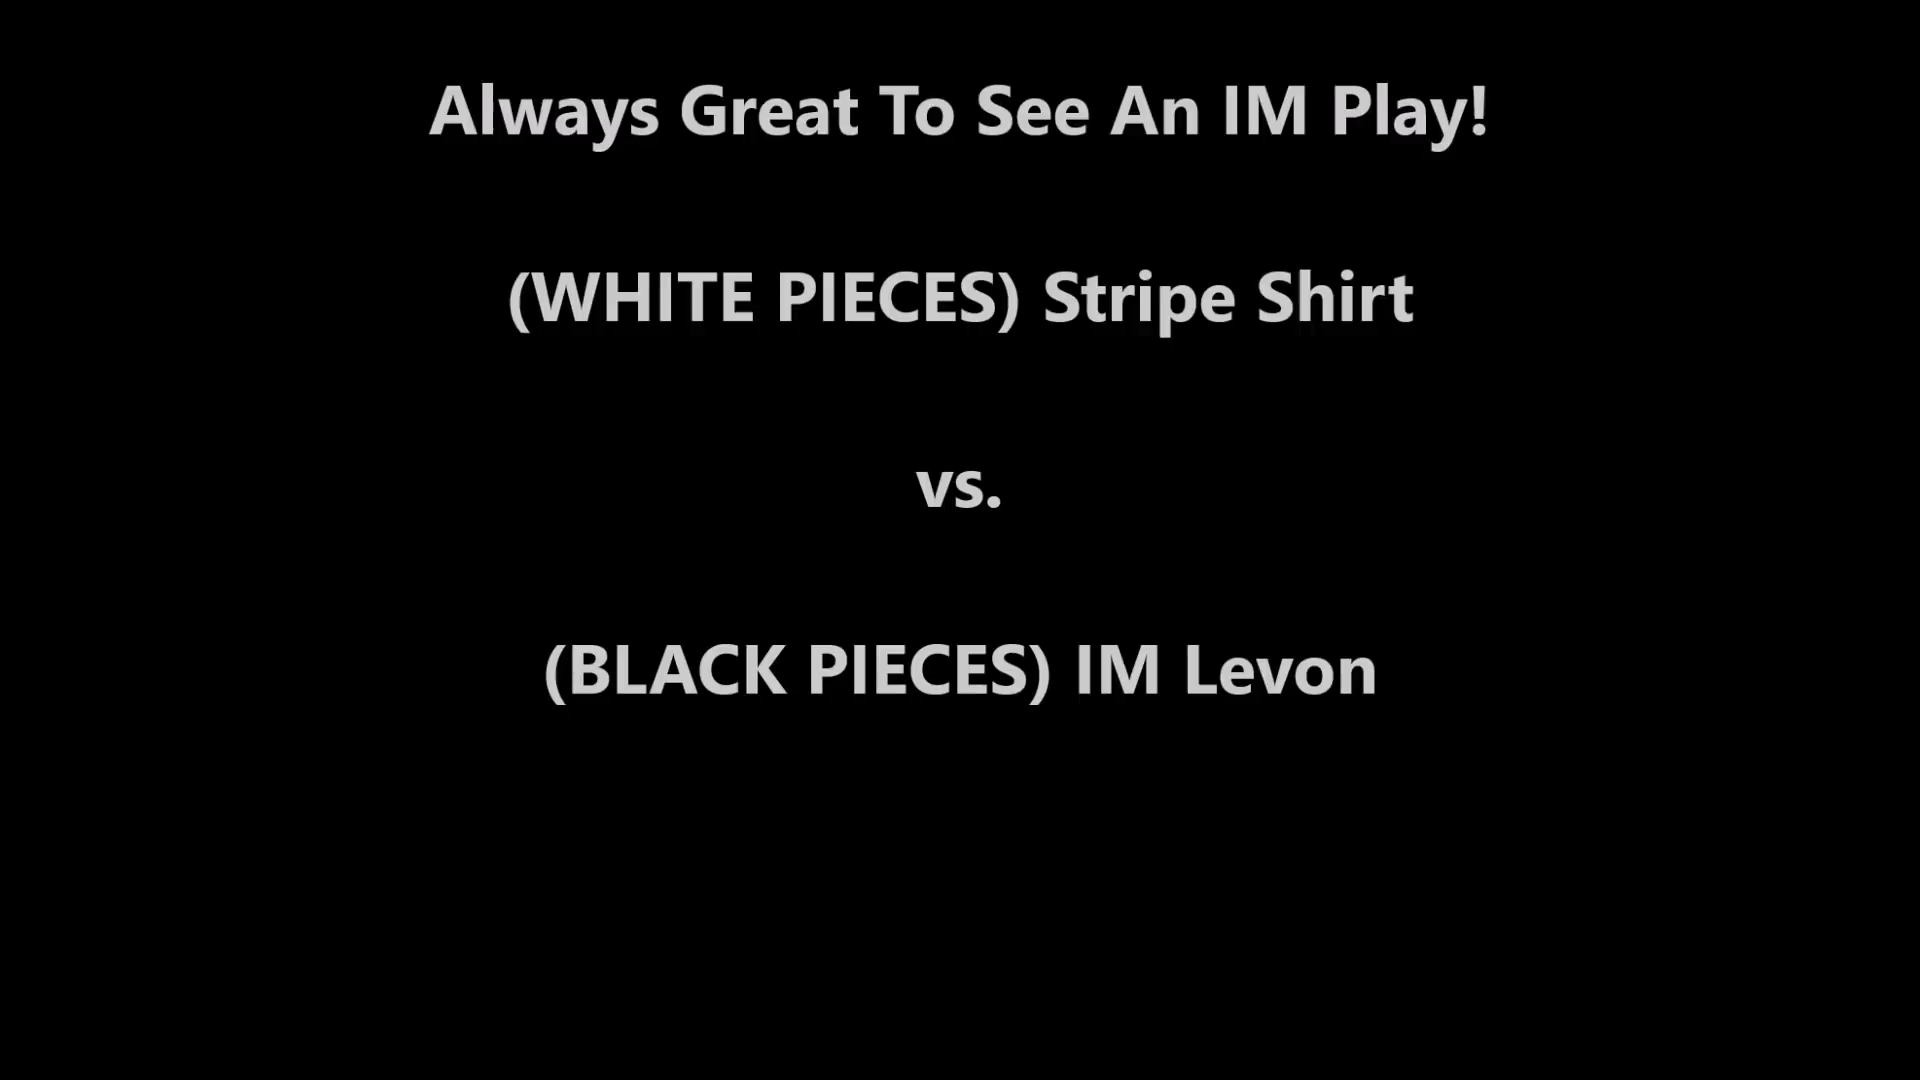 Always Great To See An IM Play!
(WHITE PIECES) Stripe Shirt
vs.
(BLACK PIECES) IM Levon